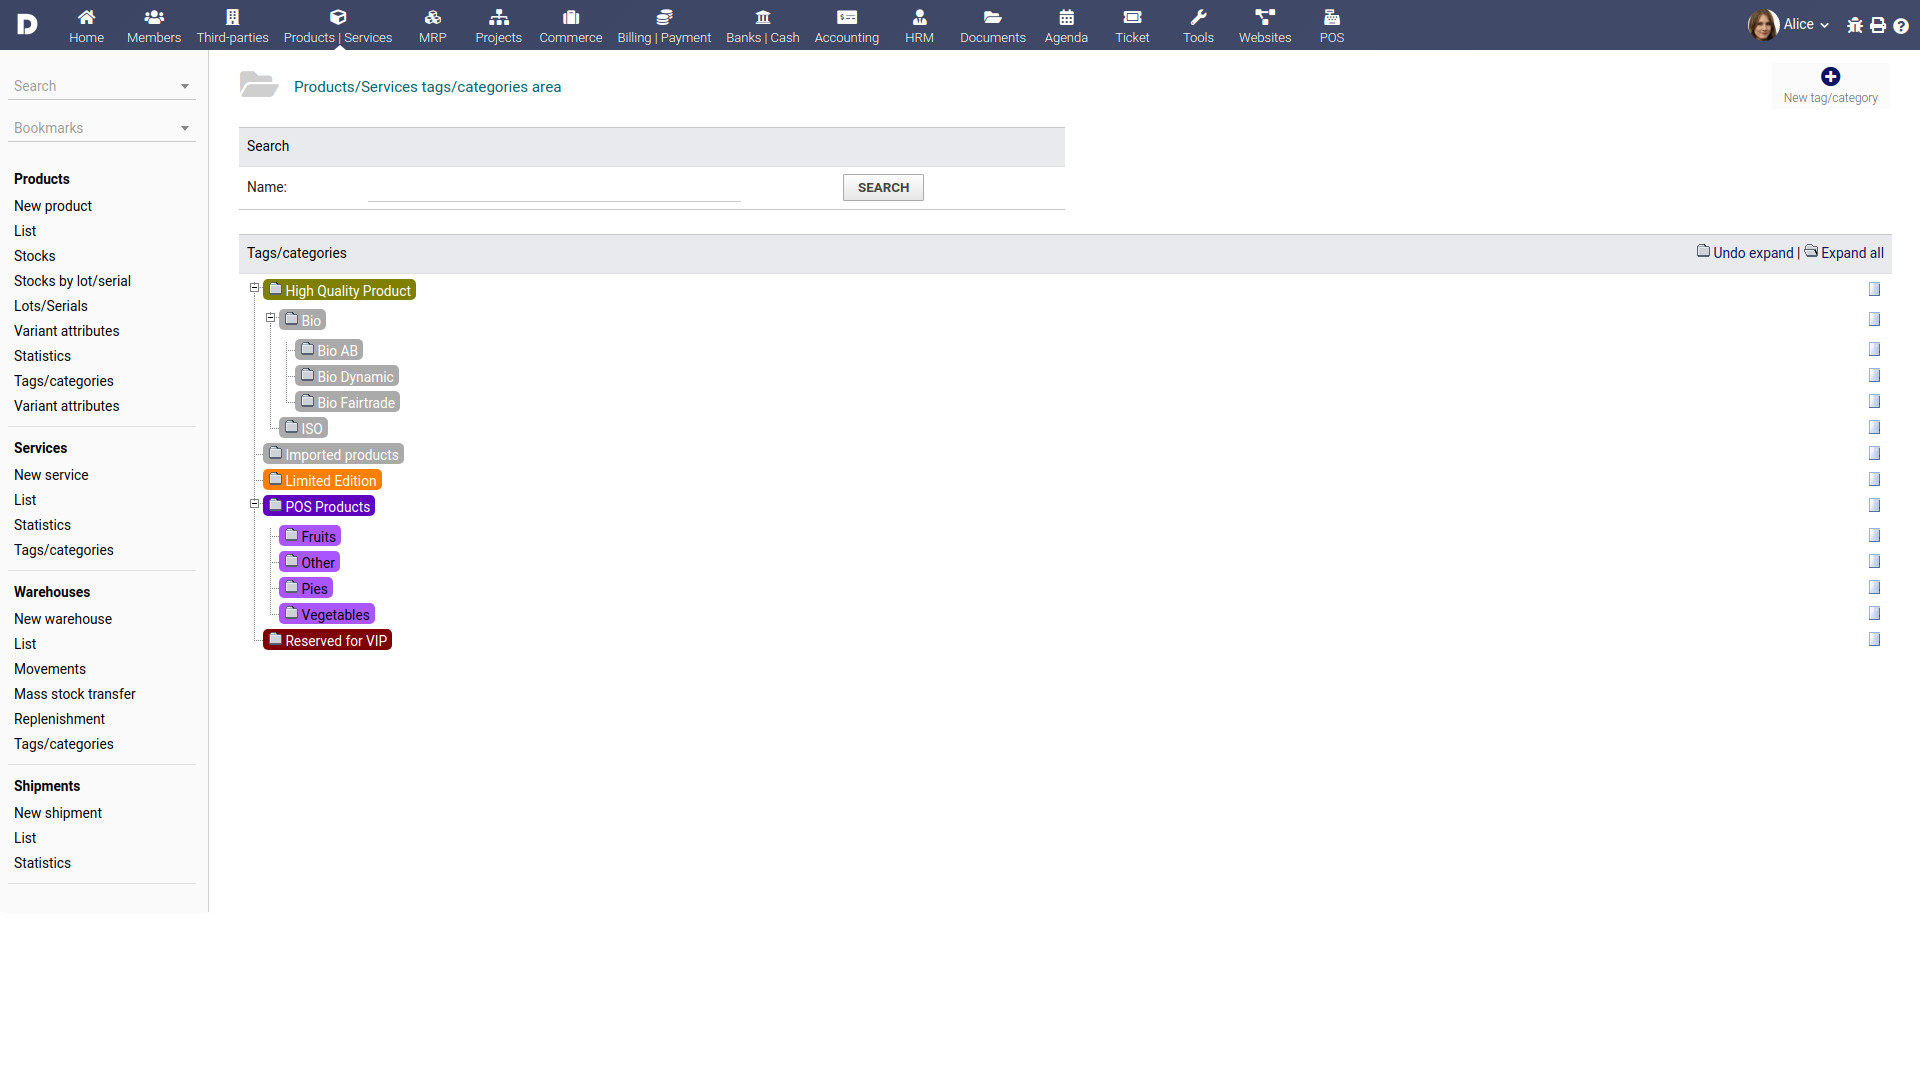 Home Members Third-parties Products | Services MRP Projects Commerce Billing | Payment Banks | Cash Accounting HRM Documents Agenda Ticket Tools Websites POS Alice
Search
Bookmarks
Products
New product
List
Stocks
Stocks by lot/serial
Lots/Serials
Variant attributes
Statistics
Tags/categories
Variant attributes
Services
New service
List
Statistics
Tags/categories
Warehouses
New warehouse
List
Movements
Mass stock transfer
Replenishment
Tags/categories
Shipments
New shipment
List
Statistics
Products/Services tags/categories area
New tag/category
Search
Name: SEARCH
Tags/categories Undo expand | Expand all
High Quality Product
Bio
Bio AB
Bio Dynamic
Bio Fairtrade
ISO
Imported products
Limited Edition
POS Products
Fruits
Other
Pies
Vegetables
Reserved for VIP